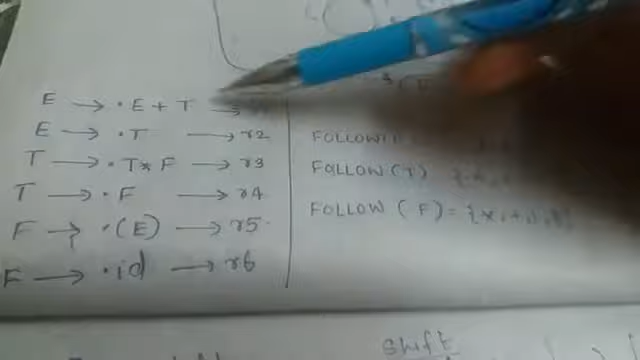 E → •E + T →
E → •T → r2
T → •T * F → r3
T → •F → r4
F → •(E) → r5
F → •id → r6
FOLLOW(
FOLLOW (T)
FOLLOW (F) = {*, +,
Shift